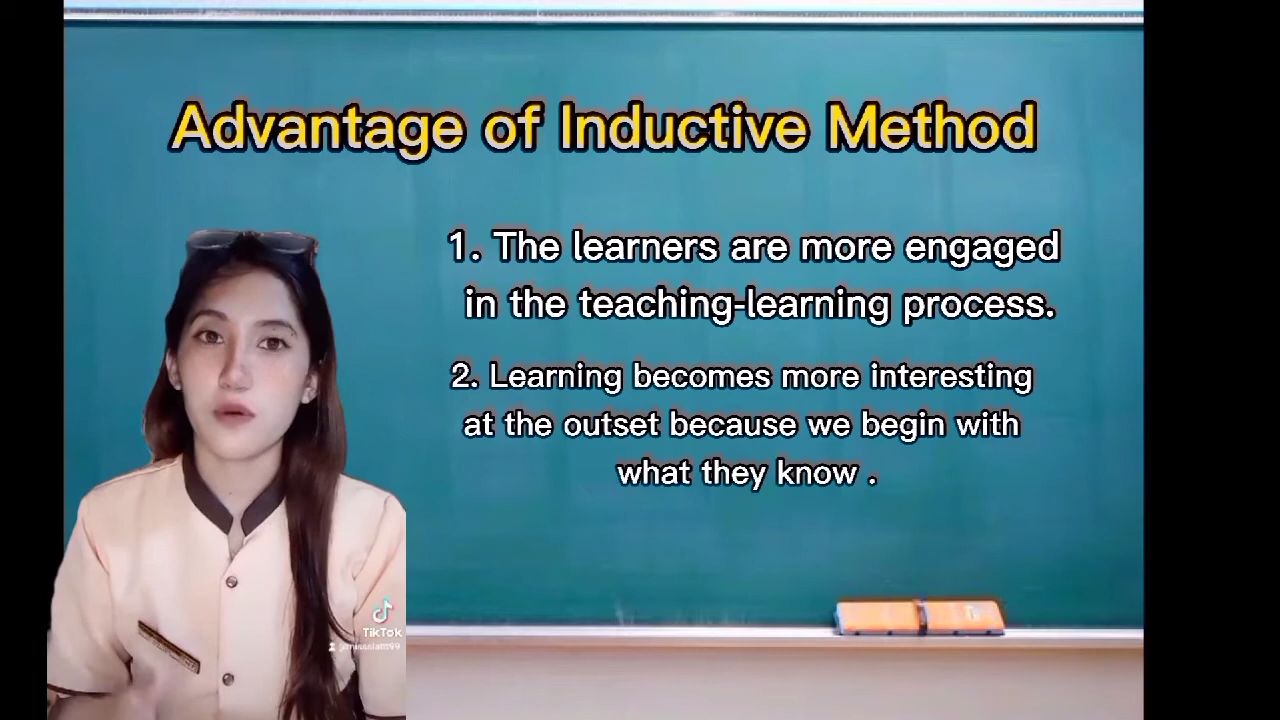 Advantage of Inductive Method
1. The learners are more engaged
in the teaching-learning process.
2. Learning becomes more interesting
at the outset because we begin with
what they know .
TikTok